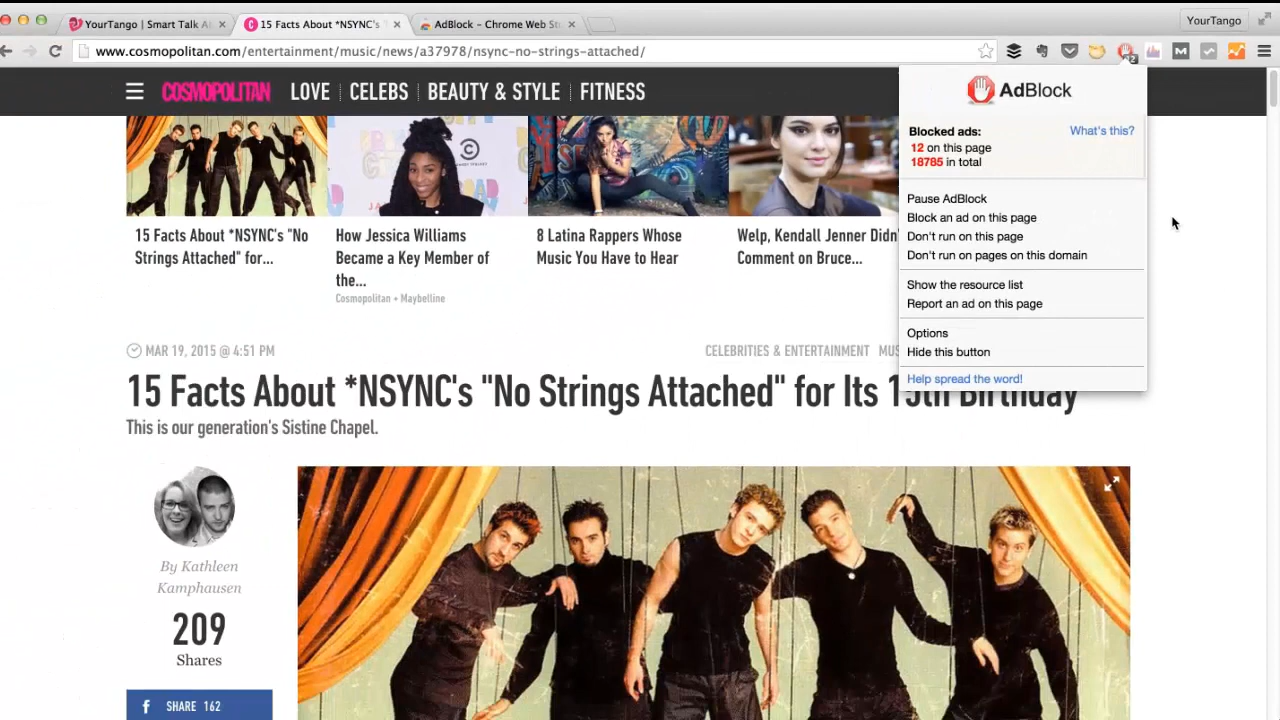 YourTango | Smart Talk A
15 Facts About *NSYNC's "
AdBlock - Chrome Web St
YourTango
www.cosmopolitan.com/entertainment/music/news/a37978/nsync-no-strings-attached/
COSMOPOLITAN
LOVE
CELEBS
BEAUTY & STYLE
FITNESS
AdBlock
Blocked ads:
What's this?
12 on this page
18785 in total
Pause AdBlock
Block an ad on this page
Don't run on this page
Don't run on pages on this domain
Show the resource list
Report an ad on this page
Options
Hide this button
Help spread the word!
15 Facts About *NSYNC's "No
Strings Attached" for...
How Jessica Williams
Became a Key Member of
the...
Cosmopolitan + Maybelline
8 Latina Rappers Whose
Music You Have to Hear
Welp, Kendall Jenner Didn'
Comment on Bruce...
MAR 19, 2015 @ 4:51 PM
CELEBRITIES & ENTERTAINMENT MUS
15 Facts About *NSYNC's "No Strings Attached" for Its 15th Birthday
This is our generation's Sistine Chapel.
By Kathleen
Kamphausen
209
Shares
f SHARE 162